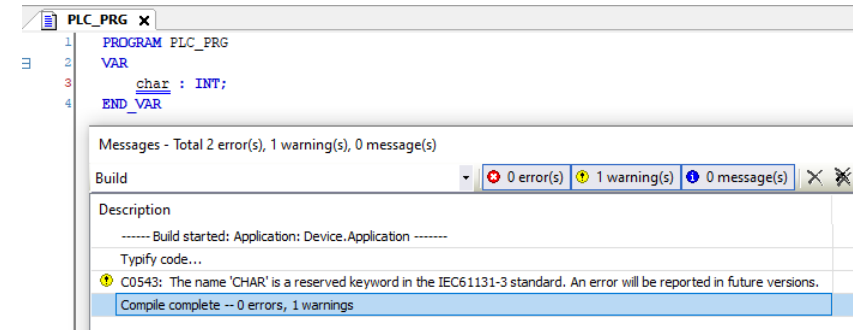 PLC_PRG X
1 PROGRAM PLC_PRG
2 VAR
3 char : INT;
4 END_VAR
Messages - Total 2 error(s), 1 warning(s), 0 message(s)
Build 0 error(s) 1 warning(s) 0 message(s)
Description
------ Build started: Application: Device.Application -------
Typify code...
C0543: The name 'CHAR' is a reserved keyword in the IEC61131-3 standard. An error will be reported in future versions.
Compile complete -- 0 errors, 1 warnings